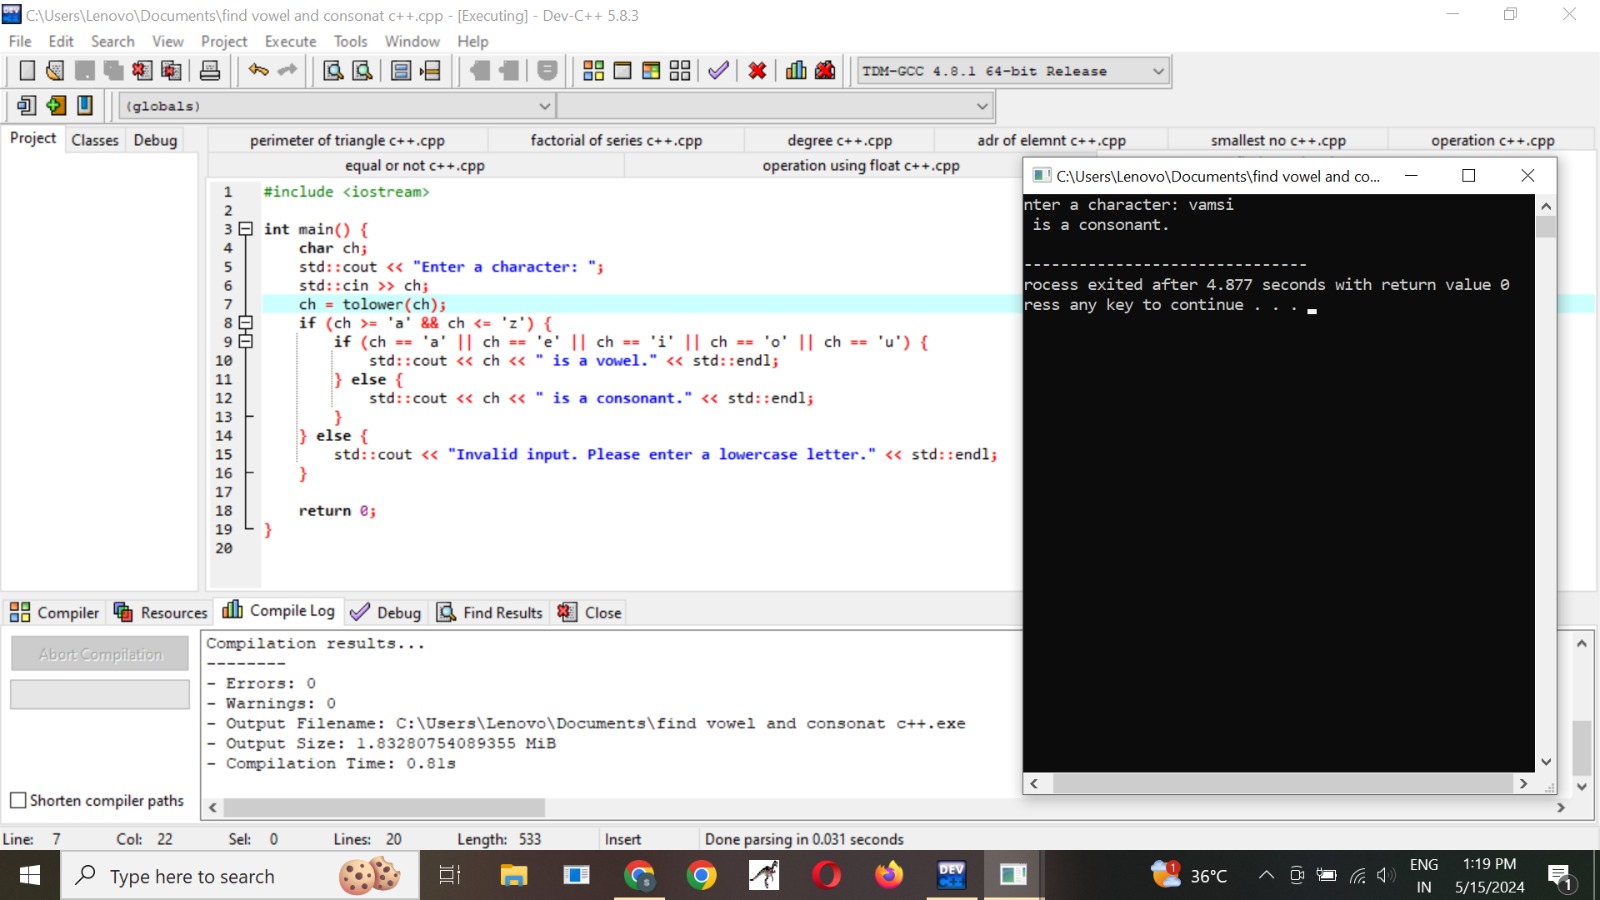 C:\Users\Lenovo\Documents\find vowel and consonat c++.cpp - [Executing] - Dev-C++ 5.8.3
File Edit Search View Project Execute Tools Window Help
TDM-GCC 4.8.1 64-bit Release
(globals)
Project Classes Debug
perimeter of triangle c++.cpp factorial of series c++.cpp degree c++.cpp adr of elemnt c++.cpp smallest no c++.cpp operation c++.cpp
equal or not c++.cpp operation using float c++.cpp
1 #include <iostream>
2
3 int main() {
4 char ch;
5 std::cout << "Enter a character: ";
6 std::cin >> ch;
7 ch = tolower(ch);
8 if (ch >= 'a' && ch <= 'z') {
9 if (ch == 'a' || ch == 'e' || ch == 'i' || ch == 'o' || ch == 'u') {
10 std::cout << ch << " is a vowel." << std::endl;
11 } else {
12 std::cout << ch << " is a consonant." << std::endl;
13 }
14 } else {
15 std::cout << "Invalid input. Please enter a lowercase letter." << std::endl;
16 }
17
18 return 0;
19 }
20
C:\Users\Lenovo\Documents\find vowel and co...
nter a character: vamsi
is a consonant.
-------------------------------
rocess exited after 4.877 seconds with return value 0
ress any key to continue . . .
Compiler Resources Compile Log Debug Find Results Close
Abort Compilation
Shorten compiler paths
Compilation results...
--------
- Errors: 0
- Warnings: 0
- Output Filename: C:\Users\Lenovo\Documents\find vowel and consonat c++.exe
- Output Size: 1.83280754089355 MiB
- Compilation Time: 0.81s
Line: 7 Col: 22 Sel: 0 Lines: 20 Length: 533 Insert Done parsing in 0.031 seconds
Type here to search
S
DEV
C++
1
36°C
ENG
IN
1:19 PM
5/15/2024
1